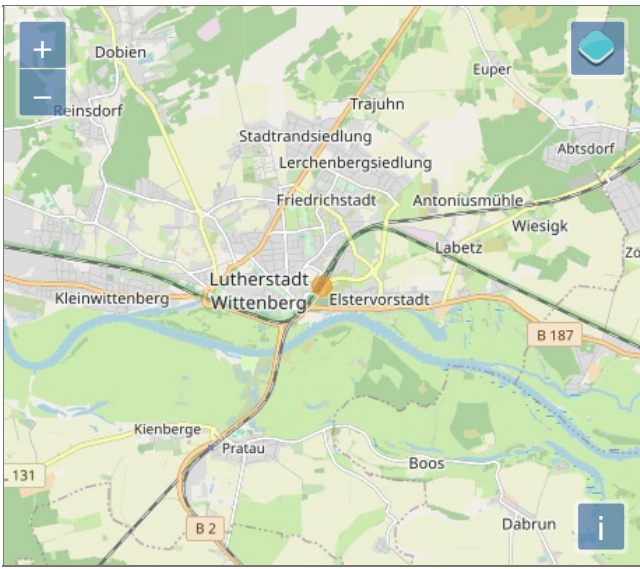 +
Dobien
Euper
–
Reinsdorf
Trajuhn
Stadtrandsiedlung
Abtsdorf
Lerchenbergsiedlung
Friedrichstadt
Antoniusmühle
Wiesigk
Labetz
Zö
Lutherstadt
Wittenberg
Kleinwittenberg
Elstervorstadt
B 187
Kienberge
Pratau
Boos
L 131
B 2
Dabrun
i